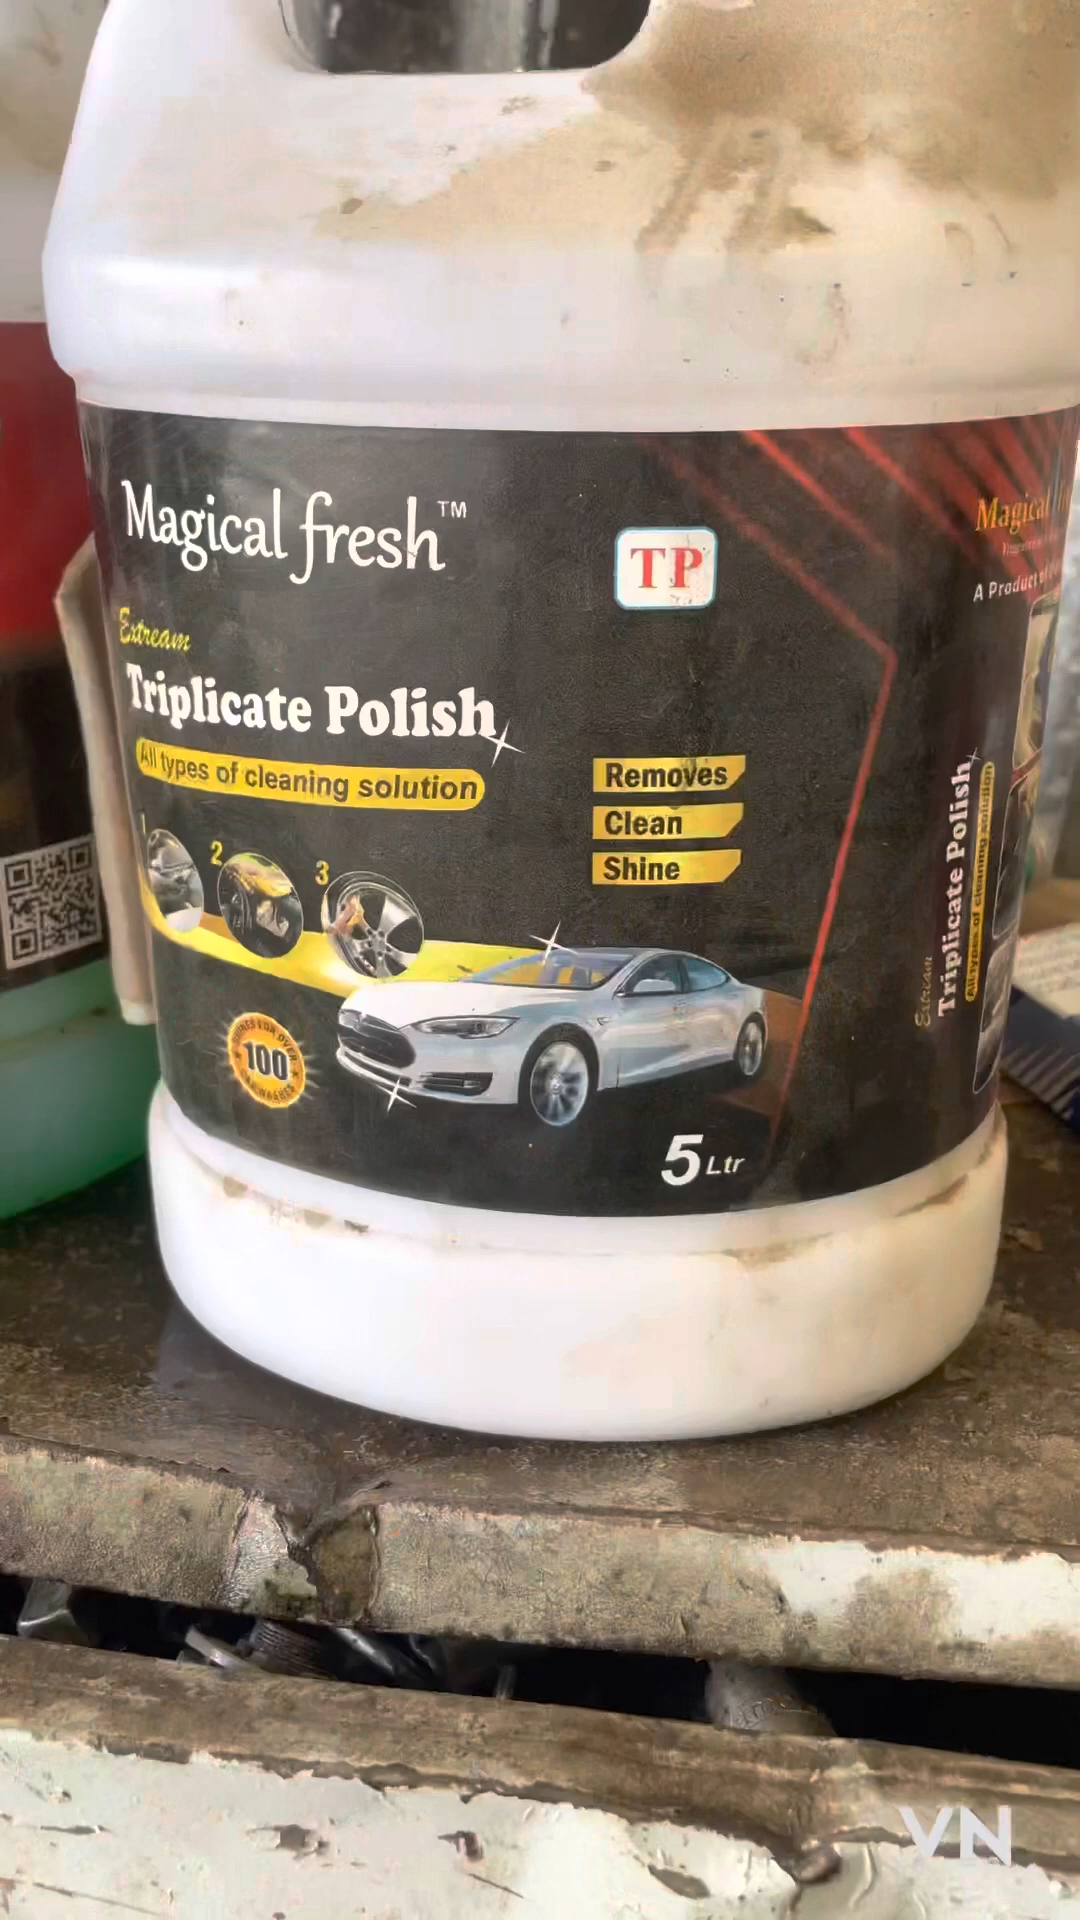 Magical fresh™
TP
Extream
Triplicate Polish
All types of cleaning solution
Removes
Clean
Shine
1
2
3
100
5 Ltr
Magical
A Product
Extream
Triplicate Polish
All types of cleaning solution
VN